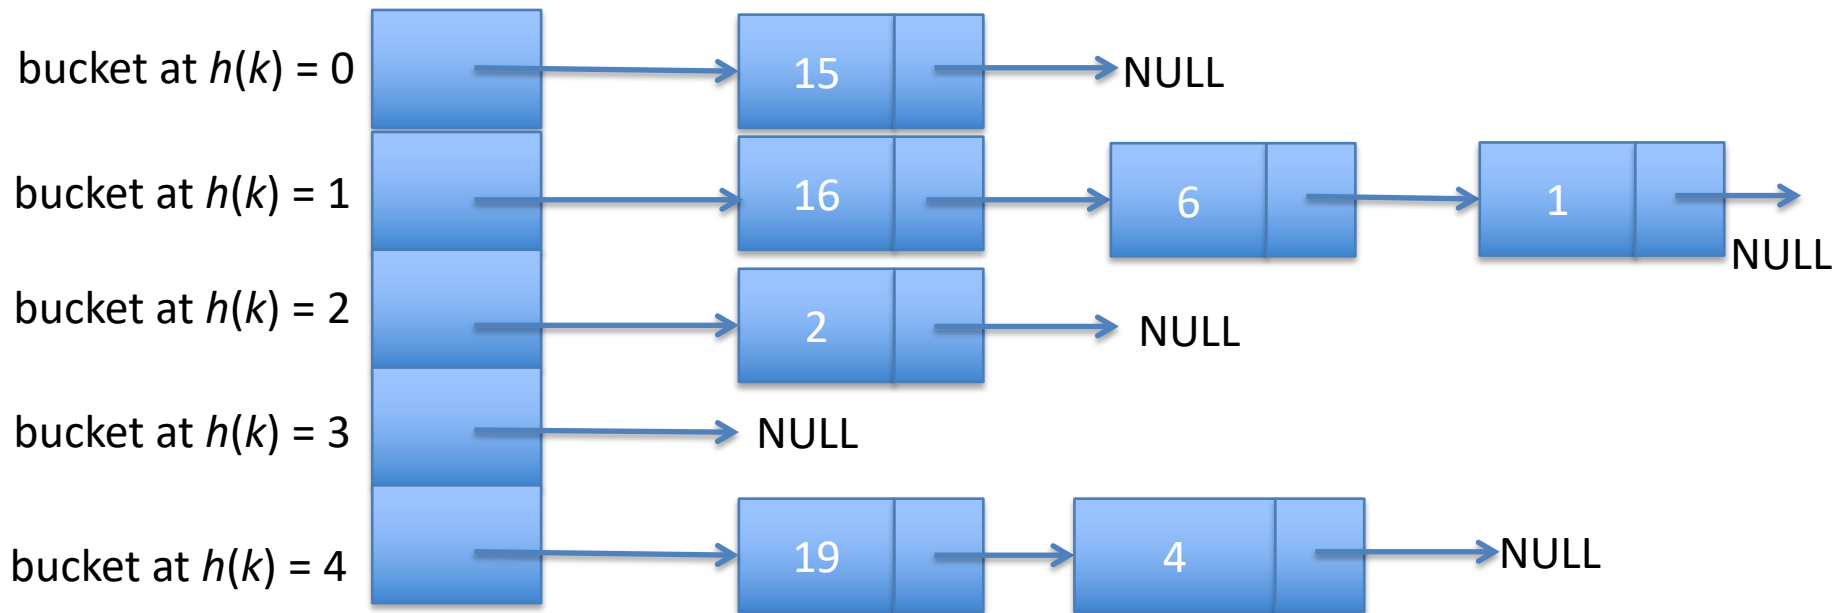 bucket at h(k) = 0 15 NULL
bucket at h(k) = 1 16 6 1 NULL
bucket at h(k) = 2 2 NULL
bucket at h(k) = 3 NULL
bucket at h(k) = 4 19 4 NULL